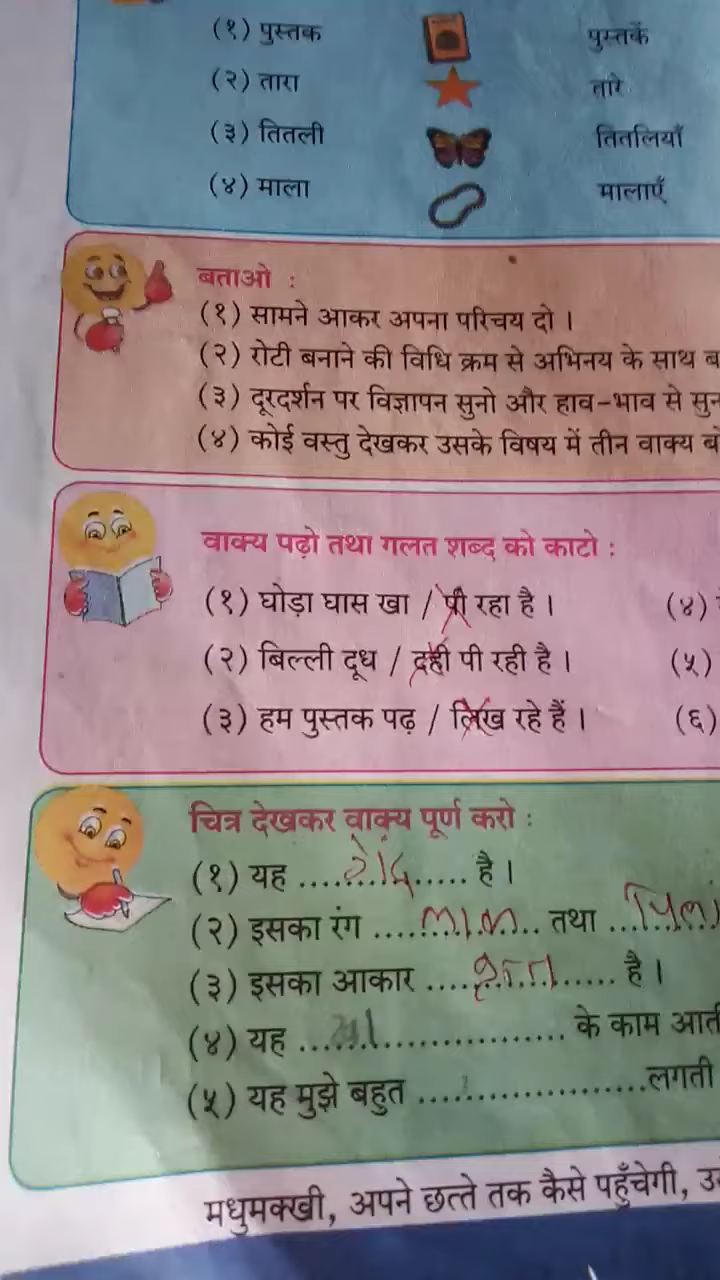 (१) पुस्तक पुस्तकें
(२) तारा तारे
(३) तितली तितलियाँ
(४) माला मालाएँ
बताओ :
(१) सामने आकर अपना परिचय दो ।
(२) रोटी बनाने की विधि क्रम से अभिनय के साथ
(३) दूरदर्शन पर विज्ञापन सुनो और हाव-भाव से
(४) कोई वस्तु देखकर उसके विषय में तीन वाक्य
वाक्य पढ़ो तथा गलत शब्द को काटो :
(१) घोड़ा घास खा / पी रहा है । (४)
(२) बिल्ली दूध / दही पी रही है । (५)
(३) हम पुस्तक पढ़ / लिख रहे हैं । (६)
चित्र देखकर वाक्य पूर्ण करो :
(१) यह ...गेंद... है ।
(२) इसका रंग ...लाल... तथा ...
(३) इसका आकार ... है ।
(४) यह ... के काम आती
(५) यह मुझे बहुत ... लगती
मधुमक्खी, अपने छत्ते तक कैसे पहुँचेगी,